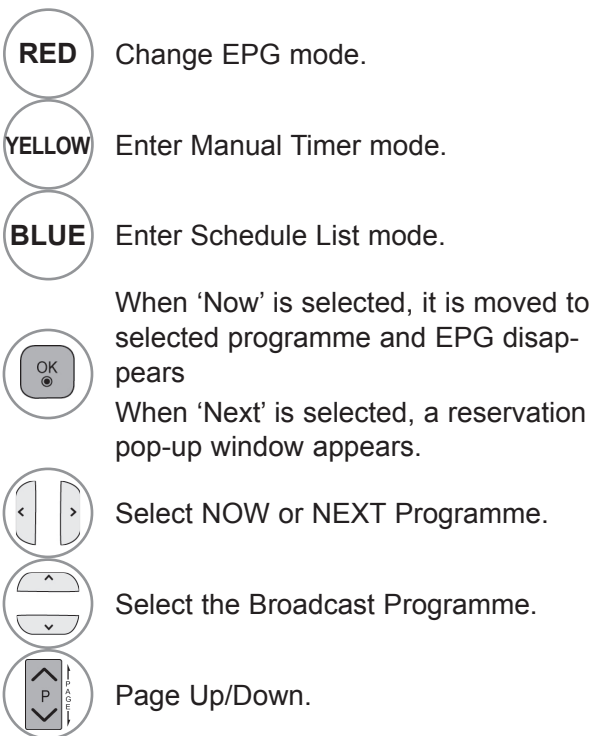 RED Change EPG mode.
YELLOW Enter Manual Timer mode.
BLUE Enter Schedule List mode.
When ‘Now’ is selected, it is moved to
selected programme and EPG disap-
OK
pears
When ‘Next’ is selected, a reservation
pop-up window appears.
Select NOW or NEXT Programme.
Select the Broadcast Programme.
P PAGE Page Up/Down.